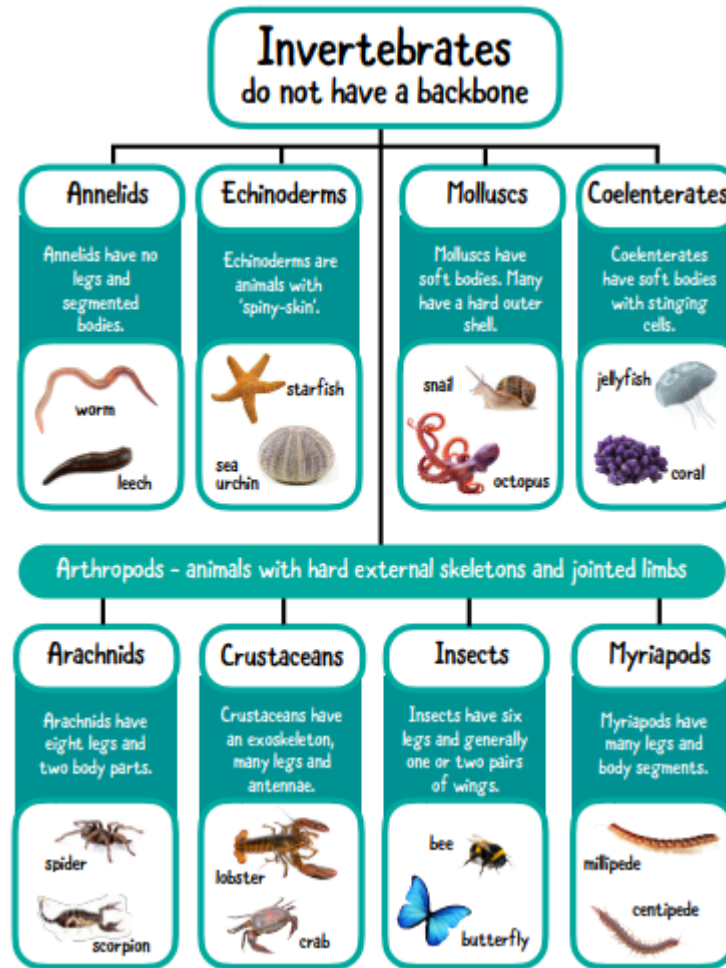 Invertebrates
do not have a backbone
Annelids
Annelids have no
legs and
segmented
bodies.
worm
leech
Echinoderms
Echinoderms are
animals with
'spiny-skin'.
starfish
sea
urchin
Molluscs
Molluscs have
soft bodies. Many
have a hard outer
shell.
snail
octopus
Coelenterates
Coelenterates
have soft bodies
with stinging
cells.
jellyfish
coral
Arthropods - animals with hard external skeletons and jointed limbs
Arachnids
Arachnids have
eight legs and
two body parts.
spider
scorpion
Crustaceans
Crustaceans have
an exoskeleton,
many legs and
antennae.
lobster
crab
Insects
Insects have six
legs and generally
one or two pairs
of wings.
bee
butterfly
Myriapods
Myriapods have
many legs and
body segments.
millipede
centipede